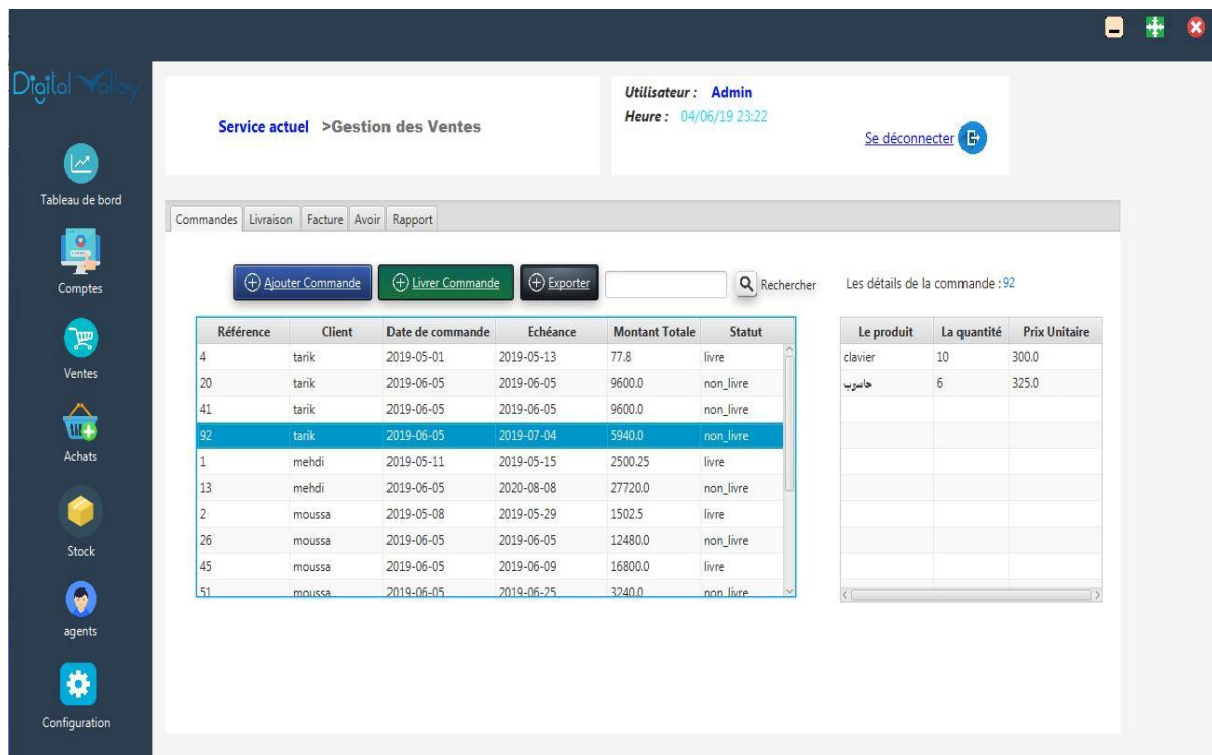 Digital Valley
Utilisateur : Admin
Service actuel >Gestion des Ventes
Heure : 04/06/19 23:22
Se déconnecter
Tableau de bord
Comptes
Ventes
Achats
Stock
agents
Configuration
Commandes Livraison Facture Avoir Rapport
Ajouter Commande Livrer Commande Exporter Rechercher
Les détails de la commande :92
Référence Client Date de commande Echéance Montant Totale Statut
4 tarik 2019-05-01 2019-05-13 77.8 livre
20 tarik 2019-06-05 2019-06-05 9600.0 non_livre
41 tarik 2019-06-05 2019-06-05 9600.0 non_livre
92 tarik 2019-06-05 2019-07-04 5940.0 non_livre
1 mehdi 2019-05-11 2019-05-15 2500.25 livre
13 mehdi 2019-06-05 2020-08-08 27720.0 non_livre
2 moussa 2019-05-08 2019-05-29 1502.5 livre
26 moussa 2019-06-05 2019-06-05 12480.0 non_livre
45 moussa 2019-06-05 2019-06-09 16800.0 livre
51 moussa 2019-06-05 2019-06-25 3240.0 non_livre
Le produit La quantité Prix Unitaire
clavier 10 300.0
حاسوب 6 325.0